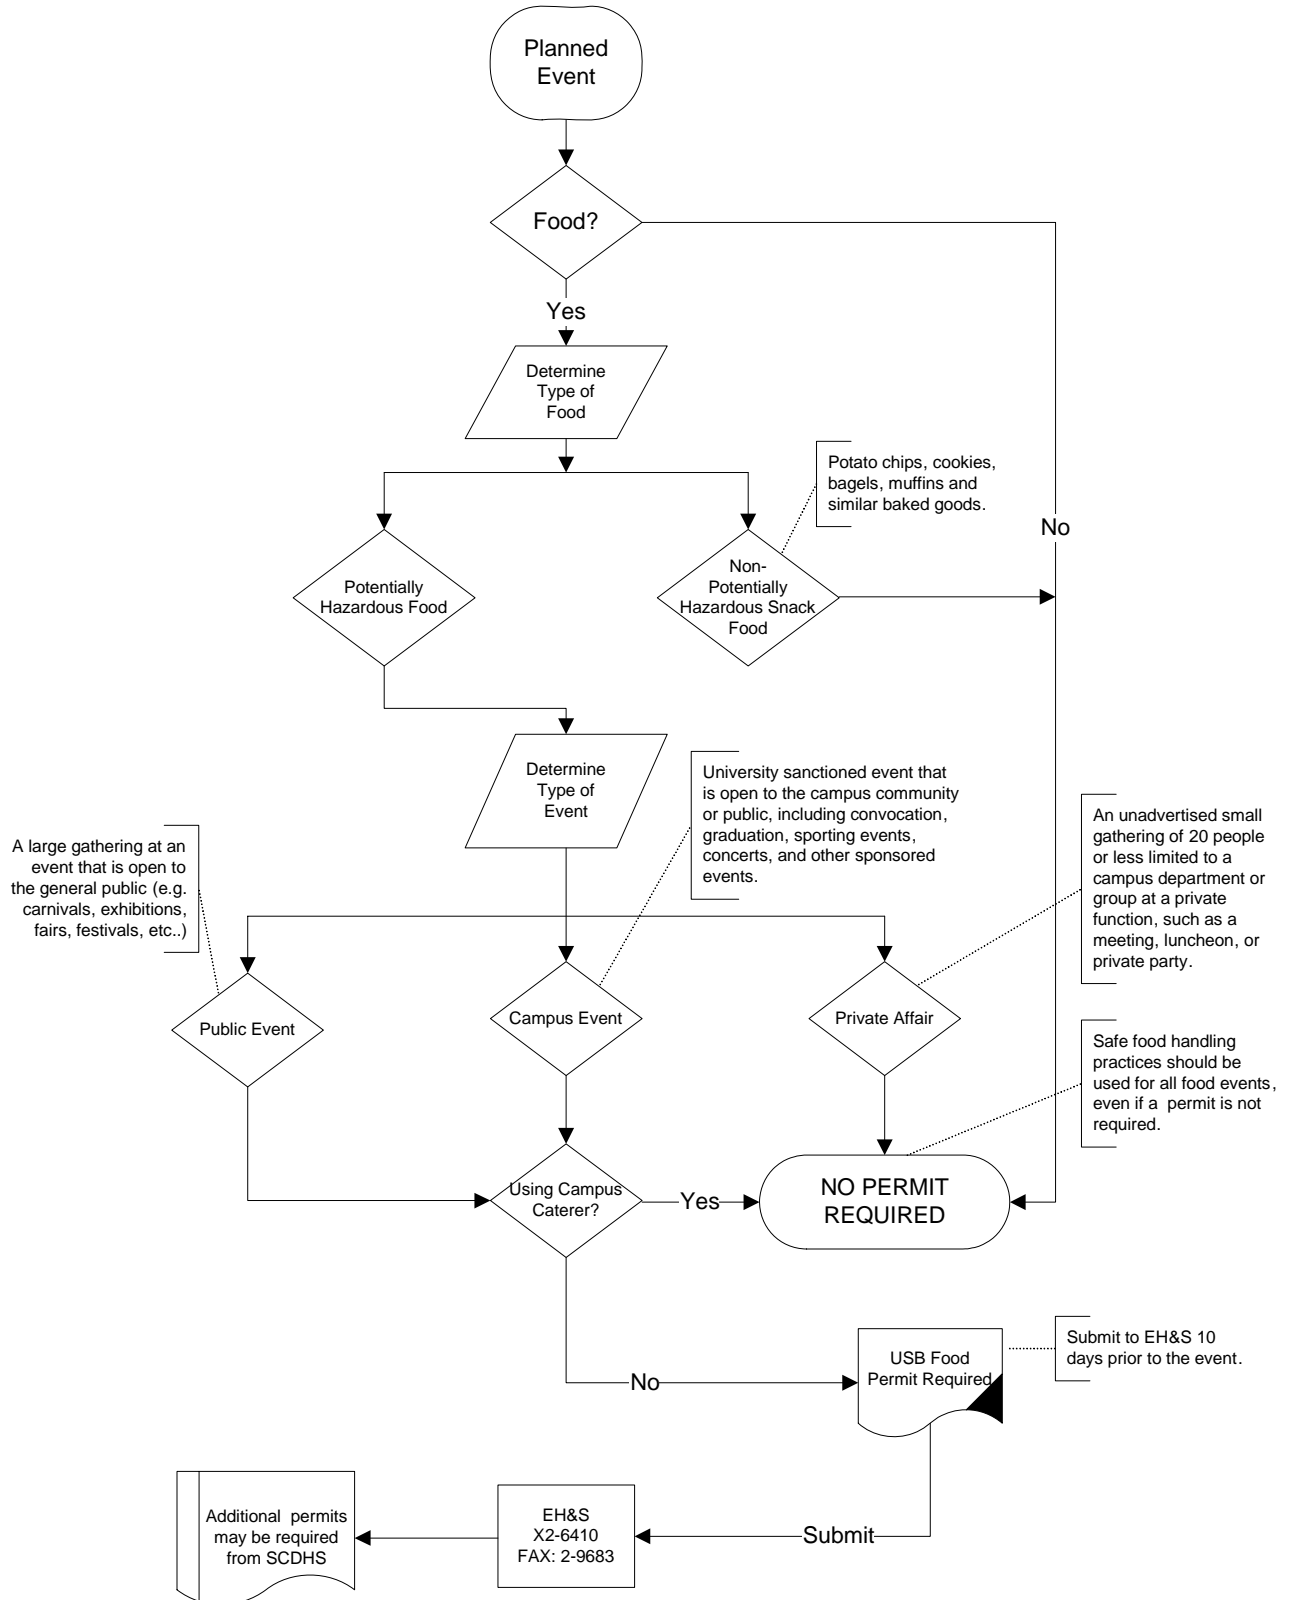 Planned
Event
Food?
Yes
Determine
Type of
Food
Potato chips, cookies,
bagels, muffins and
similar baked goods.
No
Potentially
Hazardous Food
Non-
Potentially
Hazardous Snack
Food
Determine
Type of
Event
University sanctioned event that
is open to the campus community
or public, including convocation,
graduation, sporting events,
concerts, and other sponsored
events.
An unadvertised small
gathering of 20 people
or less limited to a
campus department or
group at a private
function, such as a
meeting, luncheon, or
private party.
A large gathering at an
event that is open to
the general public (e.g.
carnivals, exhibitions,
fairs, festivals, etc..)
Public Event
Campus Event
Private Affair
Safe food handling
practices should be
used for all food events,
even if a  permit is not
required.
Using Campus
Caterer?
Yes
NO PERMIT
REQUIRED
No
USB Food
Permit Required
Submit to EH&S 10
days prior to the event.
Submit
EH&S
X2-6410
FAX: 2-9683
Additional  permits
may be required
from SCDHS